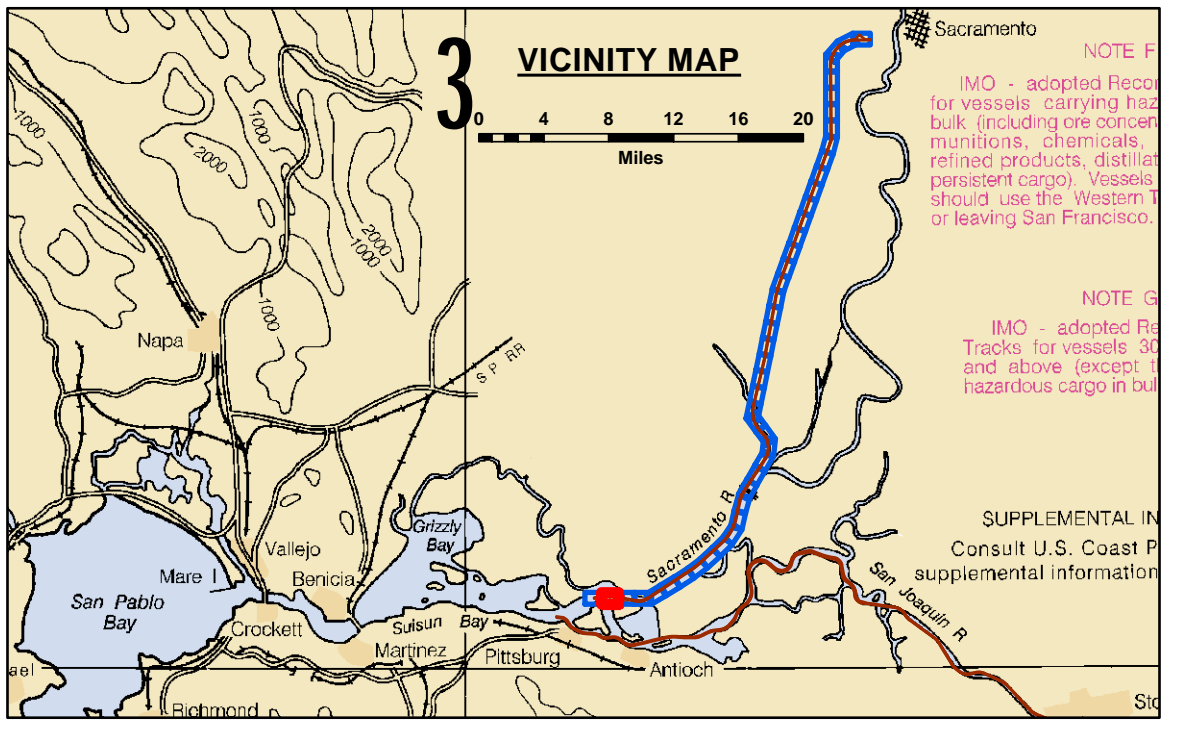 3
VICINITY MAP
0 4 8 12 16 20
Miles
Sacramento
NOTE F
IMO - adopted Recor
for vessels carrying haz
bulk (including ore concen
munitions, chemicals,
refined products, distillat
persistent cargo). Vessels
should use the Western T
or leaving San Francisco.
NOTE G
IMO - adopted Re
Tracks for vessels 30
and above (except t
hazardous cargo in bul
1000
2000
1000
2000
1000
1000
Napa
S P RR
Grizzly
Bay
Sacramento R
Vallejo
Mare I
Benicia
San Pablo
Bay
Crockett
Suisun Bay
Martinez
Pittsburg
Antioch
San Joaquin R
SUPPLEMENTAL IN
Consult U.S. Coast P
supplemental information
ael
Richmond
Sto